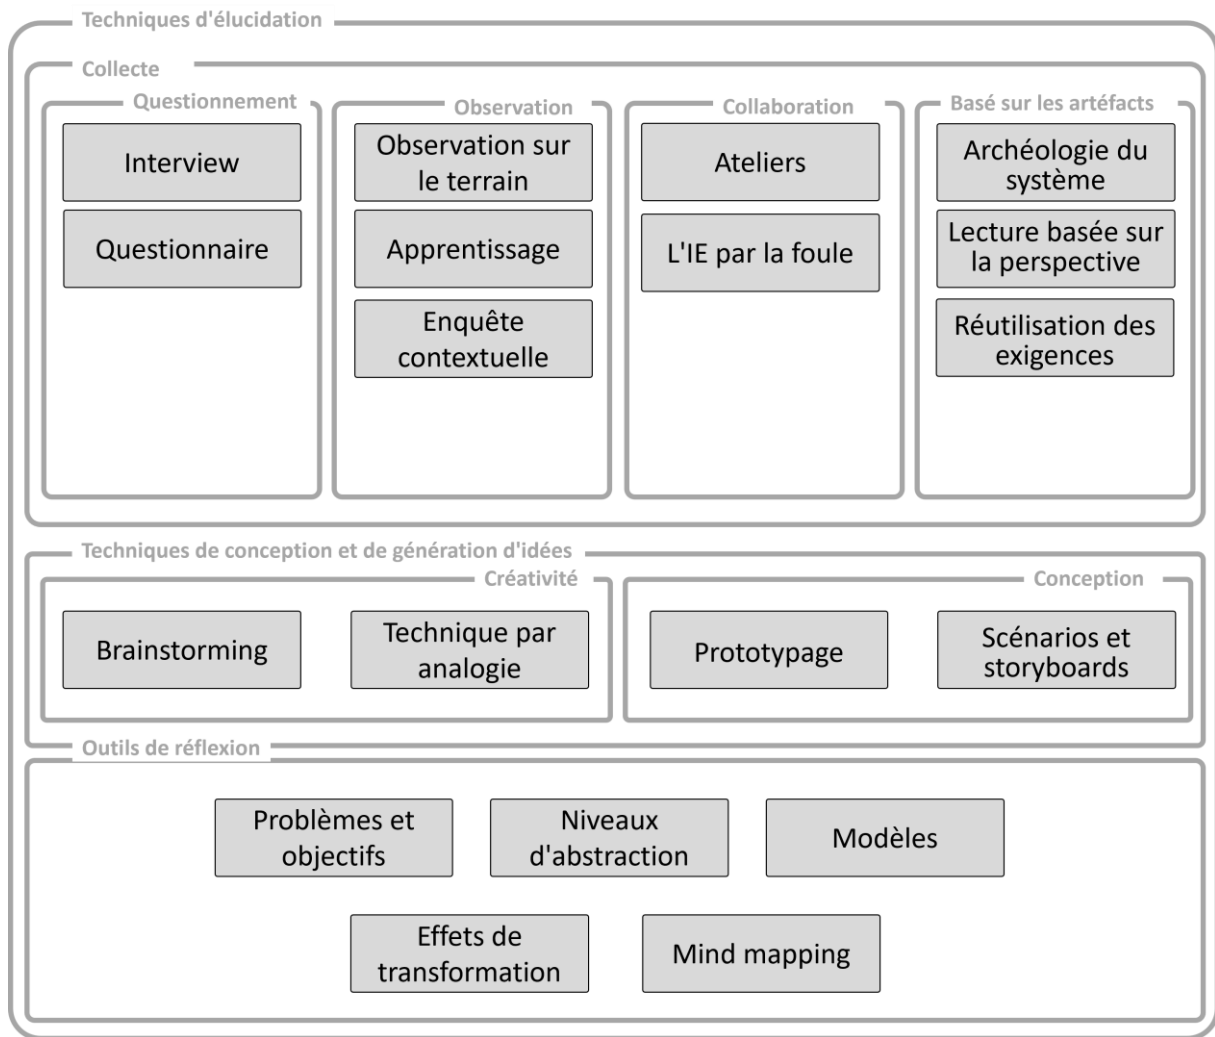 Techniques d'élucidation
Collecte
Questionnement
Interview
Questionnaire
Observation
Observation sur
le terrain
Apprentissage
Enquête
contextuelle
Collaboration
Ateliers
L'IE par la foule
Basé sur les artéfacts
Archéologie du
système
Lecture basée sur
la perspective
Réutilisation des
exigences
Techniques de conception et de génération d'idées
Créativité
Brainstorming
Technique par
analogie
Conception
Prototypage
Scénarios et
storyboards
Outils de réflexion
Problèmes et
objectifs
Niveaux
d'abstraction
Modèles
Effets de
transformation
Mind mapping